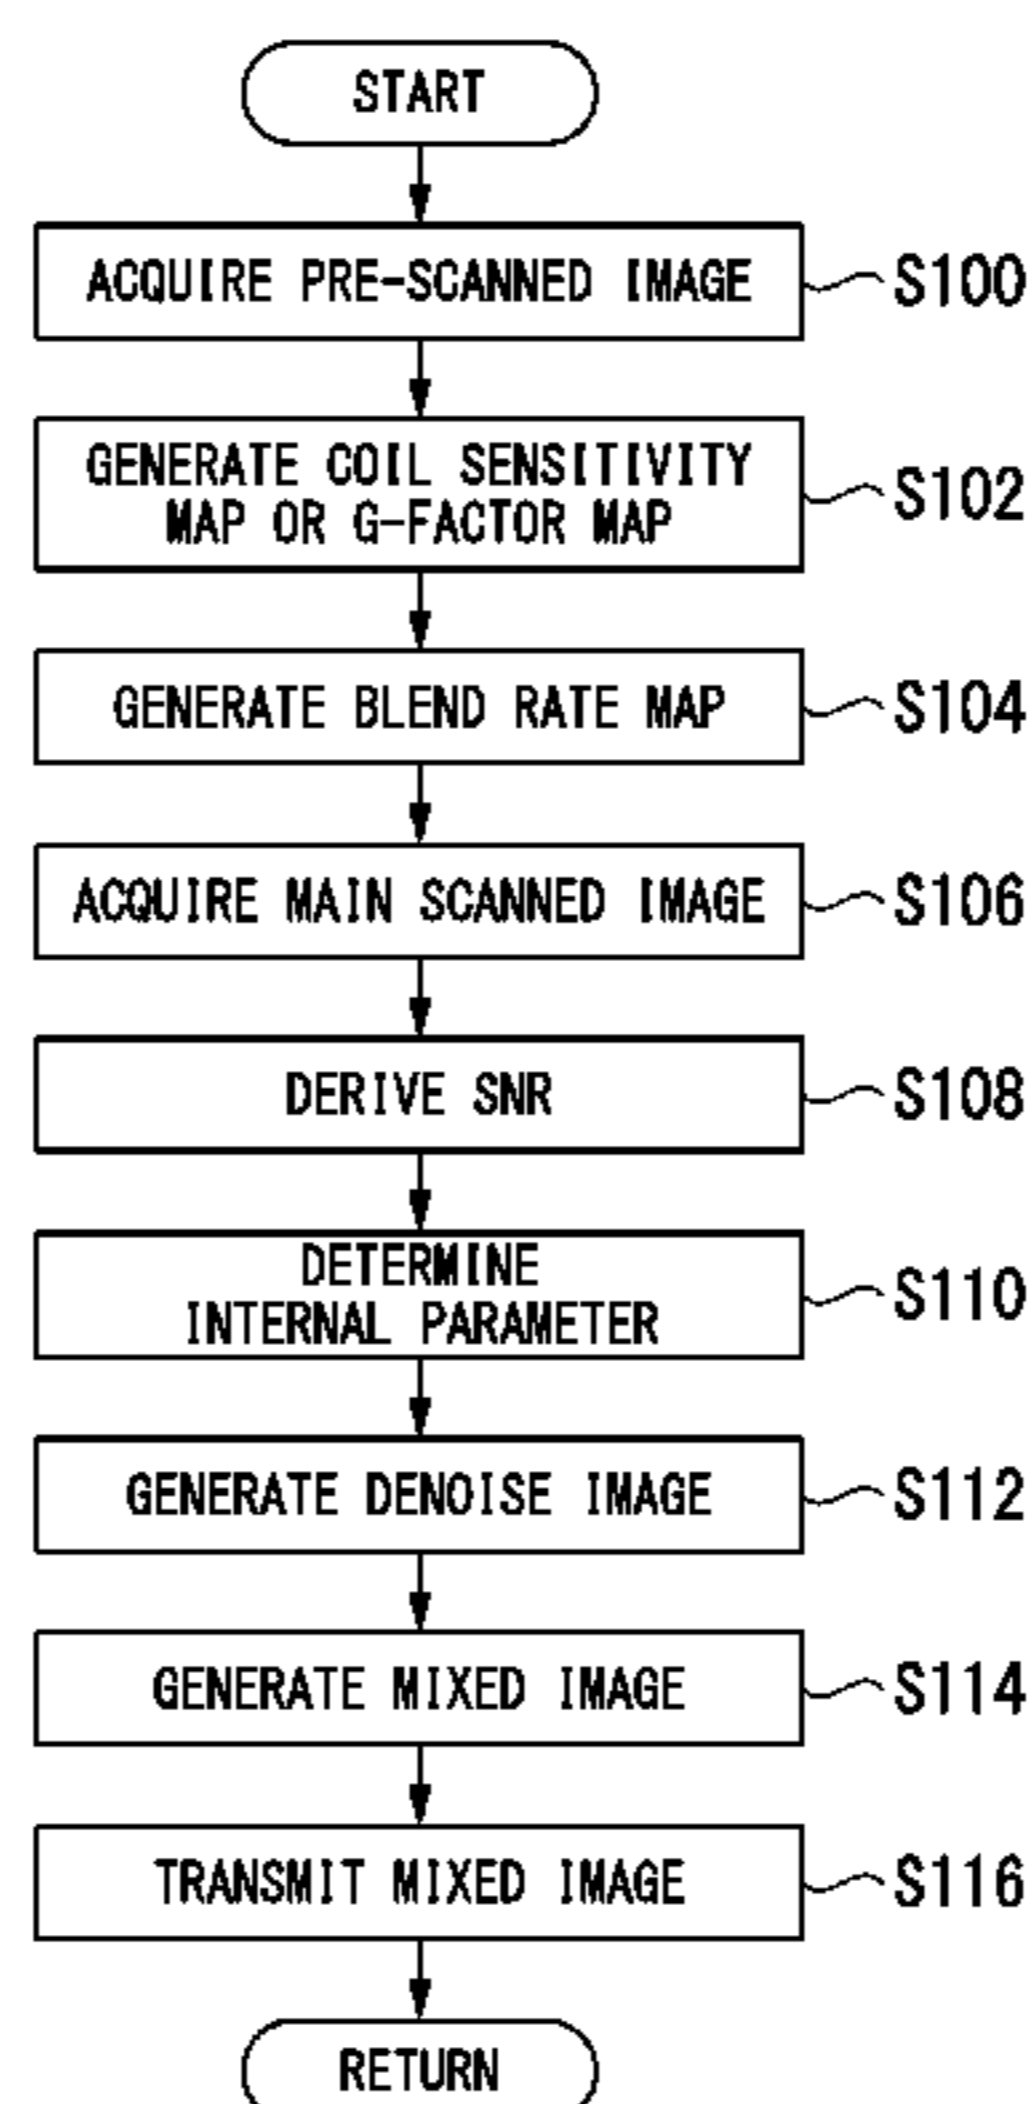 START
ACQUIRE PRE-SCANNED IMAGE
S100
GENERATE COIL SENSITIVITY
MAP OR G-FACTOR MAP
S102
GENERATE BLEND RATE MAP
S104
ACQUIRE MAIN SCANNED IMAGE
S106
DERIVE SNR
S108
DETERMINE
INTERNAL PARAMETER
S110
GENERATE DENOISE IMAGE
S112
GENERATE MIXED IMAGE
S114
TRANSMIT MIXED IMAGE
S116
RETURN